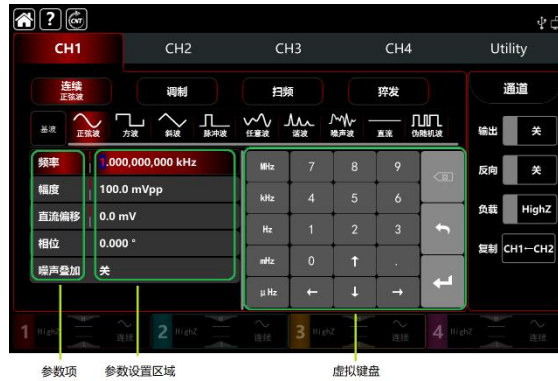 ? CNT
CH1 CH2 CH3 CH4 Utility
连续 调制 扫频 猝发 通道
正弦波
基波 正弦波 方波 斜波 脉冲波 任意波 谐波 噪声波 直流 伪随机波
输出 关
频率 1.000,000,000 kHz MHz 7 8 9
反向 关
幅度 100.0 mVpp kHz 4 5 6
负载 HighZ
直流偏移 0.0 mV Hz 1 2 3
相位 0.000 ° mHz 0 ↑ .
复制 CH1←CH2
噪声叠加 关 μHz ← ↓ →
1 HighZ 连续 2 HighZ 连续 3 HighZ 连续 4 HighZ 连续
参数项 参数设置区域 虚拟键盘